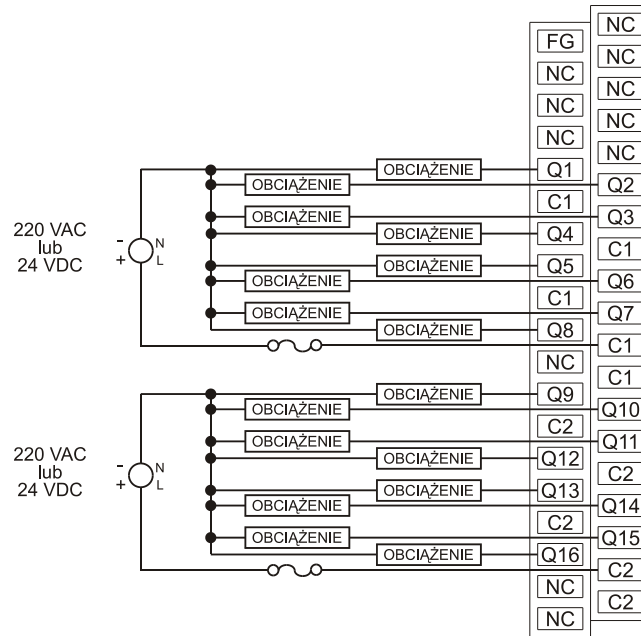 NC
FG
NC
NC
NC
NC
NC
NC
NC
OBCIĄŻENIE
Q1
OBCIĄŻENIE
Q2
C1
OBCIĄŻENIE
Q3
220 VAC
lub
24 VDC
-
+
N
L
OBCIĄŻENIE
Q4
C1
OBCIĄŻENIE
Q5
OBCIĄŻENIE
Q6
C1
OBCIĄŻENIE
Q7
OBCIĄŻENIE
Q8
C1
NC
C1
OBCIĄŻENIE
Q9
OBCIĄŻENIE
Q10
C2
OBCIĄŻENIE
Q11
220 VAC
lub
24 VDC
-
+
N
L
OBCIĄŻENIE
Q12
C2
OBCIĄŻENIE
Q13
OBCIĄŻENIE
Q14
C2
OBCIĄŻENIE
Q15
OBCIĄŻENIE
Q16
C2
NC
C2
NC